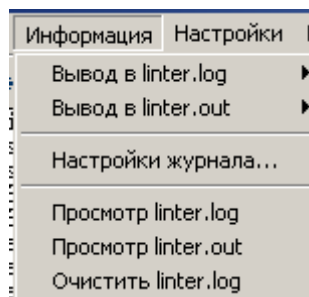 Информация Настройки
Вывод в linter.log
Вывод в linter.out
Настройки журнала...
Просмотр linter.log
Просмотр linter.out
Очистить linter.log